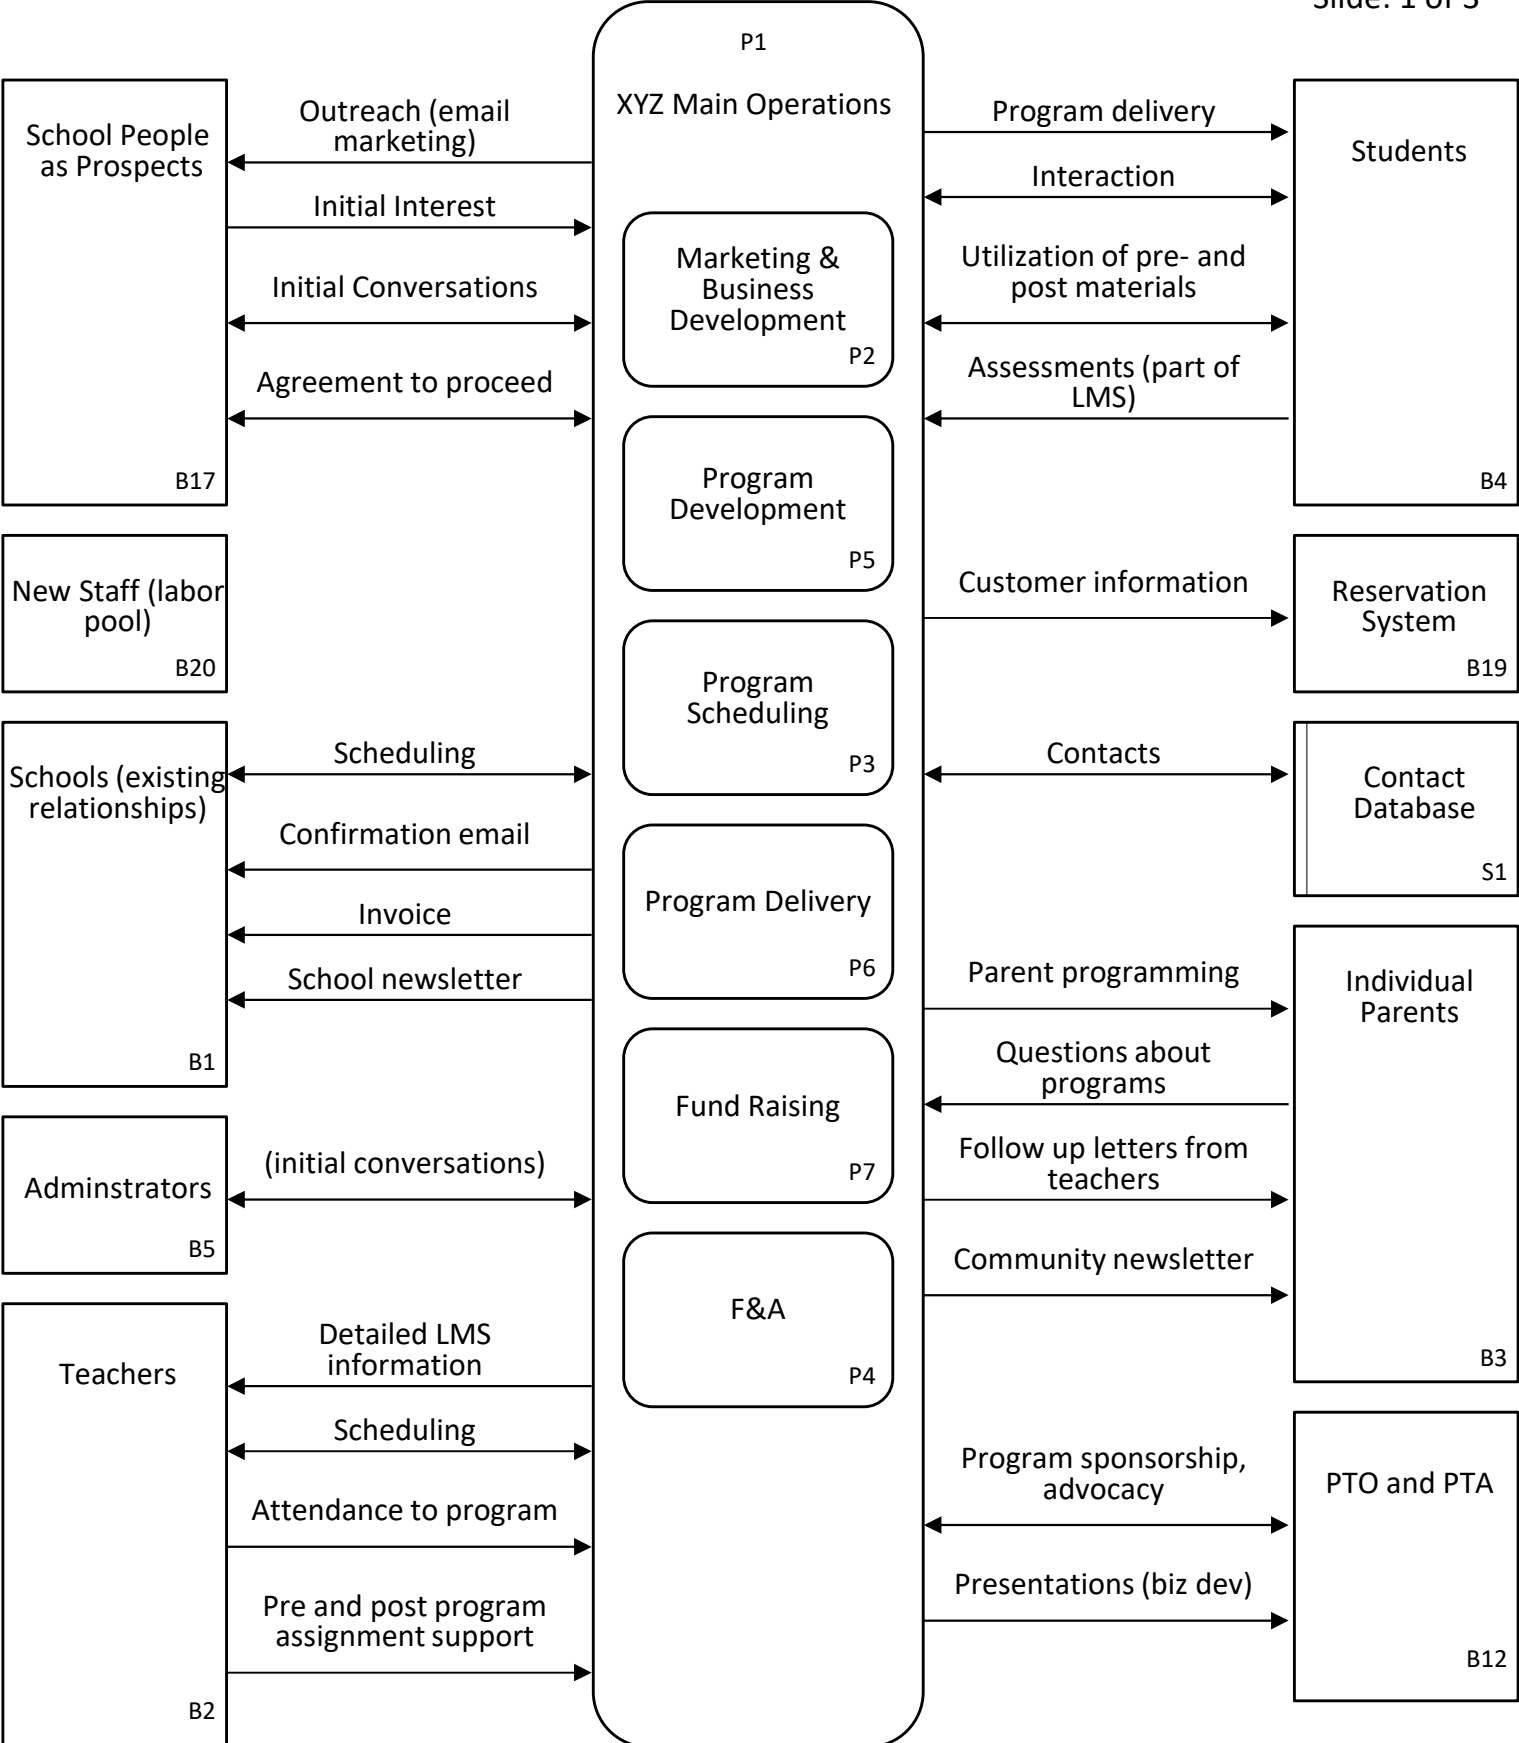 P1
XYZ Main Operations
School People
as Prospects
B17
Outreach (email
marketing)
Initial Interest
Initial Conversations
Agreement to proceed
New Staff (labor
pool)
B20
Schools (existing
relationships)
B1
Scheduling
Confirmation email
Invoice
School newsletter
Adminstrators
B5
(initial conversations)
Teachers
B2
Detailed LMS
information
Scheduling
Attendance to program
Pre and post program
assignment support
Marketing &
Business
Development
P2
Program
Development
P5
Program
Scheduling
P3
Program Delivery
P6
Fund Raising
P7
F&A
P4
Program delivery
Interaction
Utilization of pre- and
post materials
Assessments (part of
LMS)
Students
B4
Customer information
Reservation
System
B19
Contacts
Contact
Database
S1
Parent programming
Questions about
programs
Follow up letters from
teachers
Community newsletter
Individual
Parents
B3
Program sponsorship,
advocacy
Presentations (biz dev)
PTO and PTA
B12